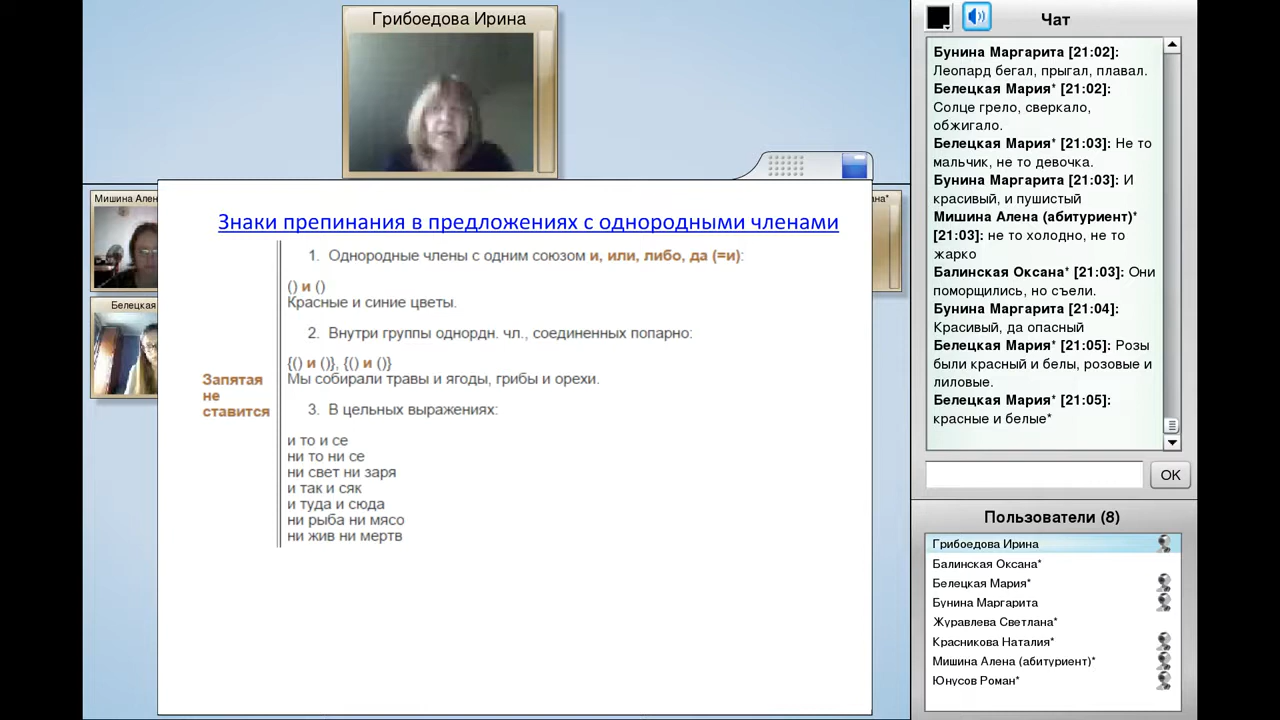 Грибоедова Ирина
Мишина Ален
ана*
Белецкая
Знаки препинания в предложениях с однородными членами
1. Однородные члены с одним союзом и, или, либо, да (=и):
() и ()
Красные и синие цветы.
2. Внутри группы однордн. чл., соединенных попарно:
{() и ()}, {() и ()}
Мы собирали травы и ягоды, грибы и орехи.
Запятая
не
ставится
3. В цельных выражениях:
и то и се
ни то ни се
ни свет ни заря
и так и сяк
и туда и сюда
ни рыба ни мясо
ни жив ни мертв
Чат
Бунина Маргарита [21:02]:
Леопард бегал, прыгал, плавал.
Белецкая Мария* [21:02]:
Солце грело, сверкало,
обжигало.
Белецкая Мария* [21:03]: Не то
мальчик, не то девочка.
Бунина Маргарита [21:03]: И
красивый, и пушистый
Мишина Алена (абитуриент)*
[21:03]: не то холодно, не то
жарко
Балинская Оксана* [21:03]: Они
поморщились, но съели.
Бунина Маргарита [21:04]:
Красивый, да опасный
Белецкая Мария* [21:05]: Розы
были красный и белы, розовые и
лиловые.
Белецкая Мария* [21:05]:
красные и белые*
OK
Пользователи (8)
Грибоедова Ирина
Балинская Оксана*
Белецкая Мария*
Бунина Маргарита
Журавлева Светлана*
Красникова Наталия*
Мишина Алена (абитуриент)*
Юнусов Роман*